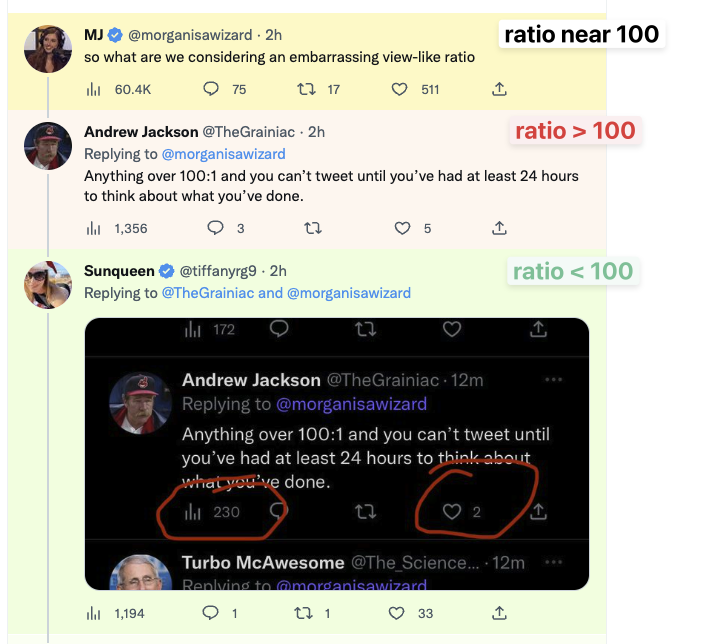 MJ @morganisawizard · 2h
ratio near 100
so what are we considering an embarrassing view-like ratio
60.4K 75 17 511
Andrew Jackson @TheGrainiac · 2h
ratio > 100
Replying to @morganisawizard
Anything over 100:1 and you can’t tweet until you’ve had at least 24 hours
to think about what you’ve done.
1,356 3 5
Sunqueen @tiffanyrg9 · 2h
ratio < 100
Replying to @TheGrainiac and @morganisawizard
172
Andrew Jackson @TheGrainiac · 12m
Replying to @morganisawizard
Anything over 100:1 and you can’t tweet until
you’ve had at least 24 hours to think about
what you’ve done.
230 2
Turbo McAwesome @The_Science... · 12m
Replying to @morganisawizard
1,194 1 1 33